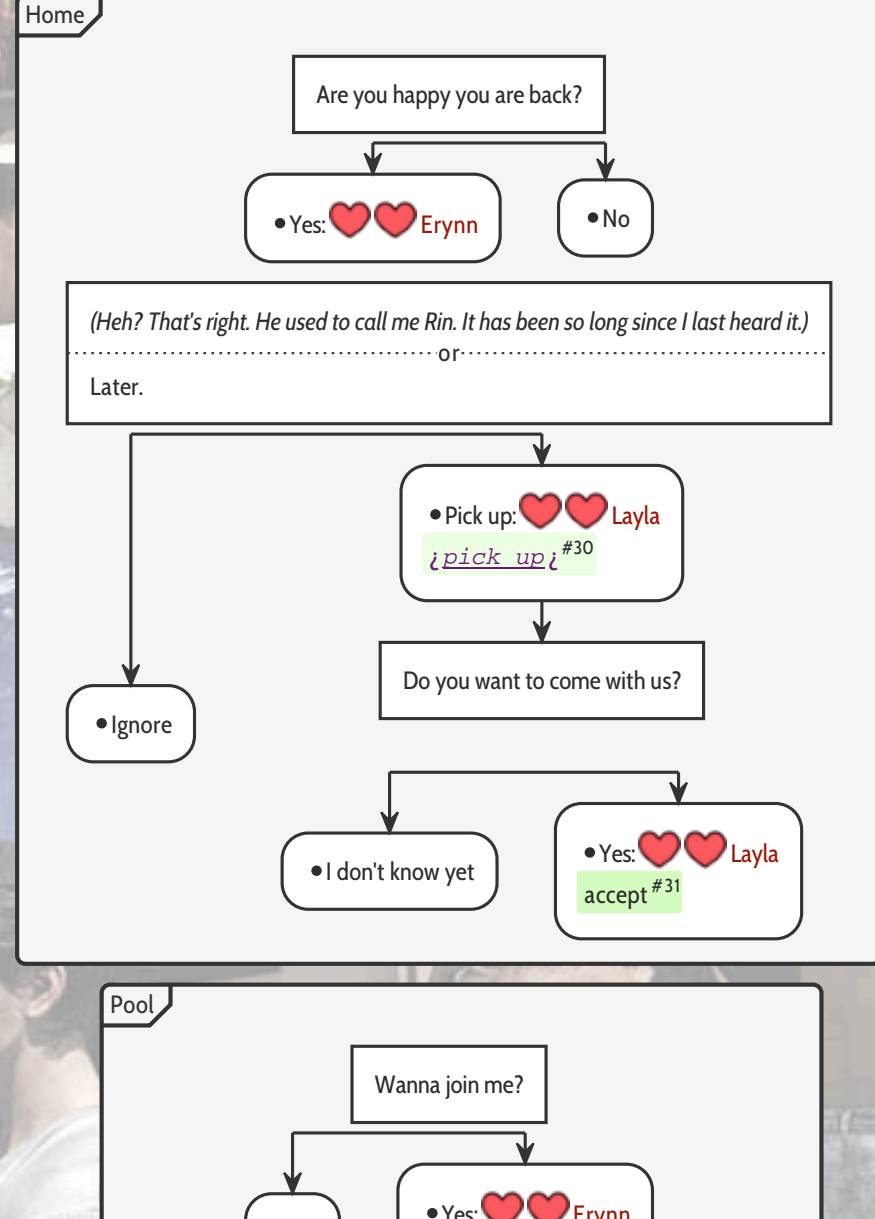 Home
Are you happy you are back?
•Yes: Erynn
•No
(Heh? That's right. He used to call me Rin. It has been so long since I last heard it.)
or
Later.
•Pick up: Layla
¿pick up¿ #30
Do you want to come with us?
•Ignore
•I don't know yet
•Yes: Layla
accept #31
Pool
Wanna join me?
•Yes: Erynn